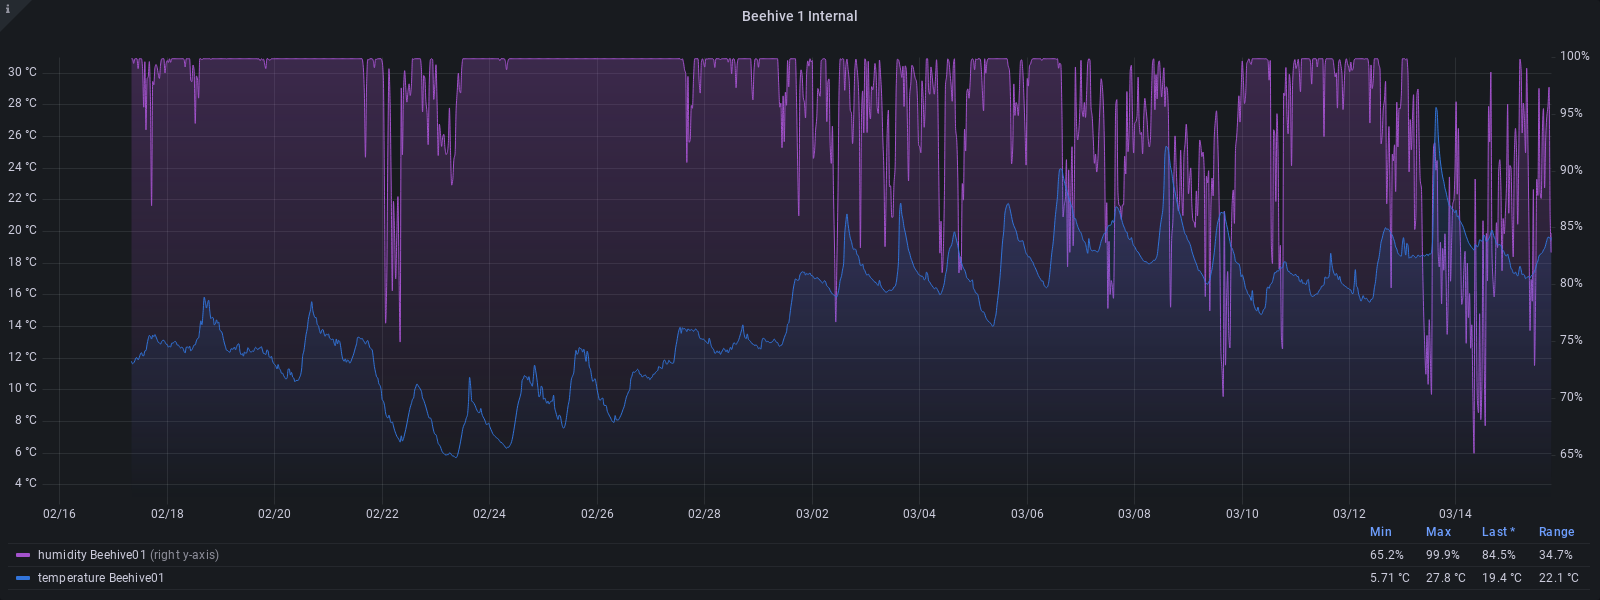 i
Beehive 1 Internal
30 °C
28 °C
26 °C
24 °C
22 °C
20 °C
18 °C
16 °C
14 °C
12 °C
10 °C
8 °C
6 °C
4 °C
100%
95%
90%
85%
80%
75%
70%
65%
02/16 02/18 02/20 02/22 02/24 02/26 02/28 03/02 03/04 03/06 03/08 03/10 03/12 03/14
Min Max Last * Range
humidity Beehive01 (right y-axis) 65.2% 99.9% 84.5% 34.7%
temperature Beehive01 5.71 °C 27.8 °C 19.4 °C 22.1 °C